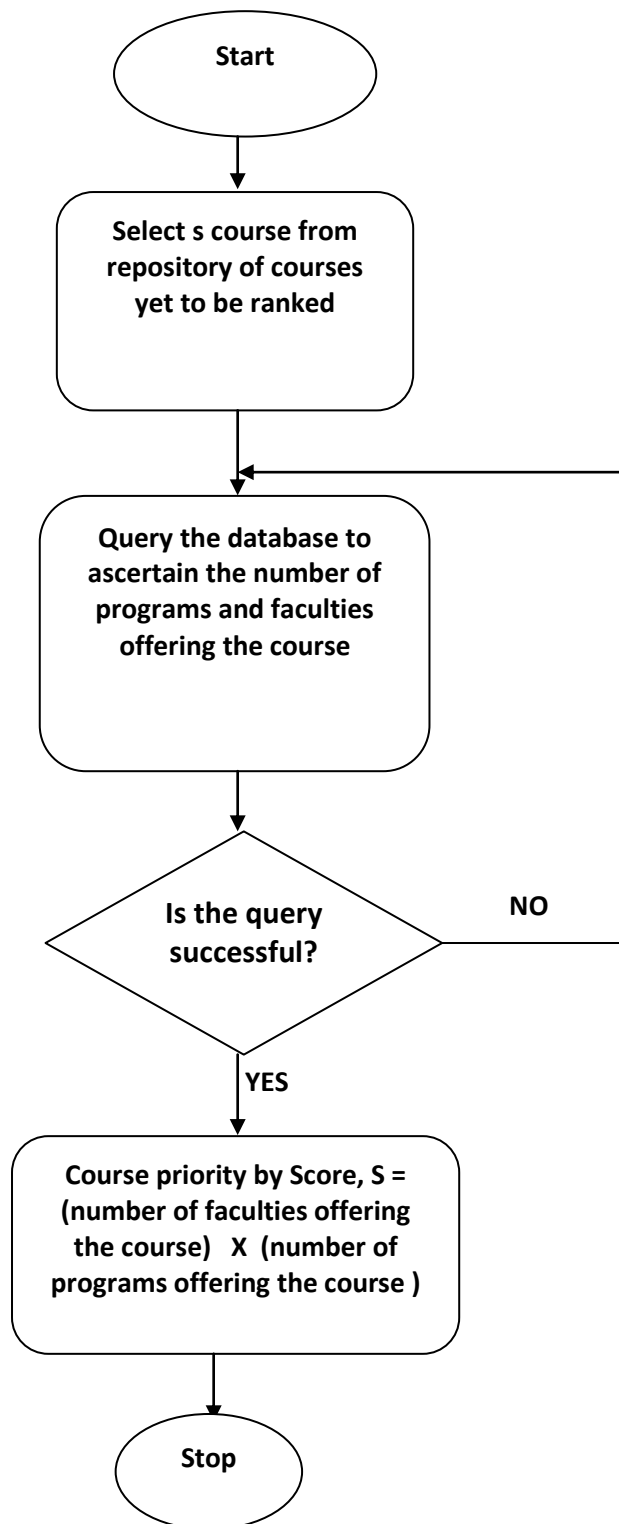 Start
Select s course from
repository of courses
yet to be ranked
Query the database to
ascertain the number of
programs and faculties
offering the course
Is the query
successful?
NO
YES
Course priority by Score, S =
(number of faculties offering
the course) X (number of
programs offering the course )
Stop